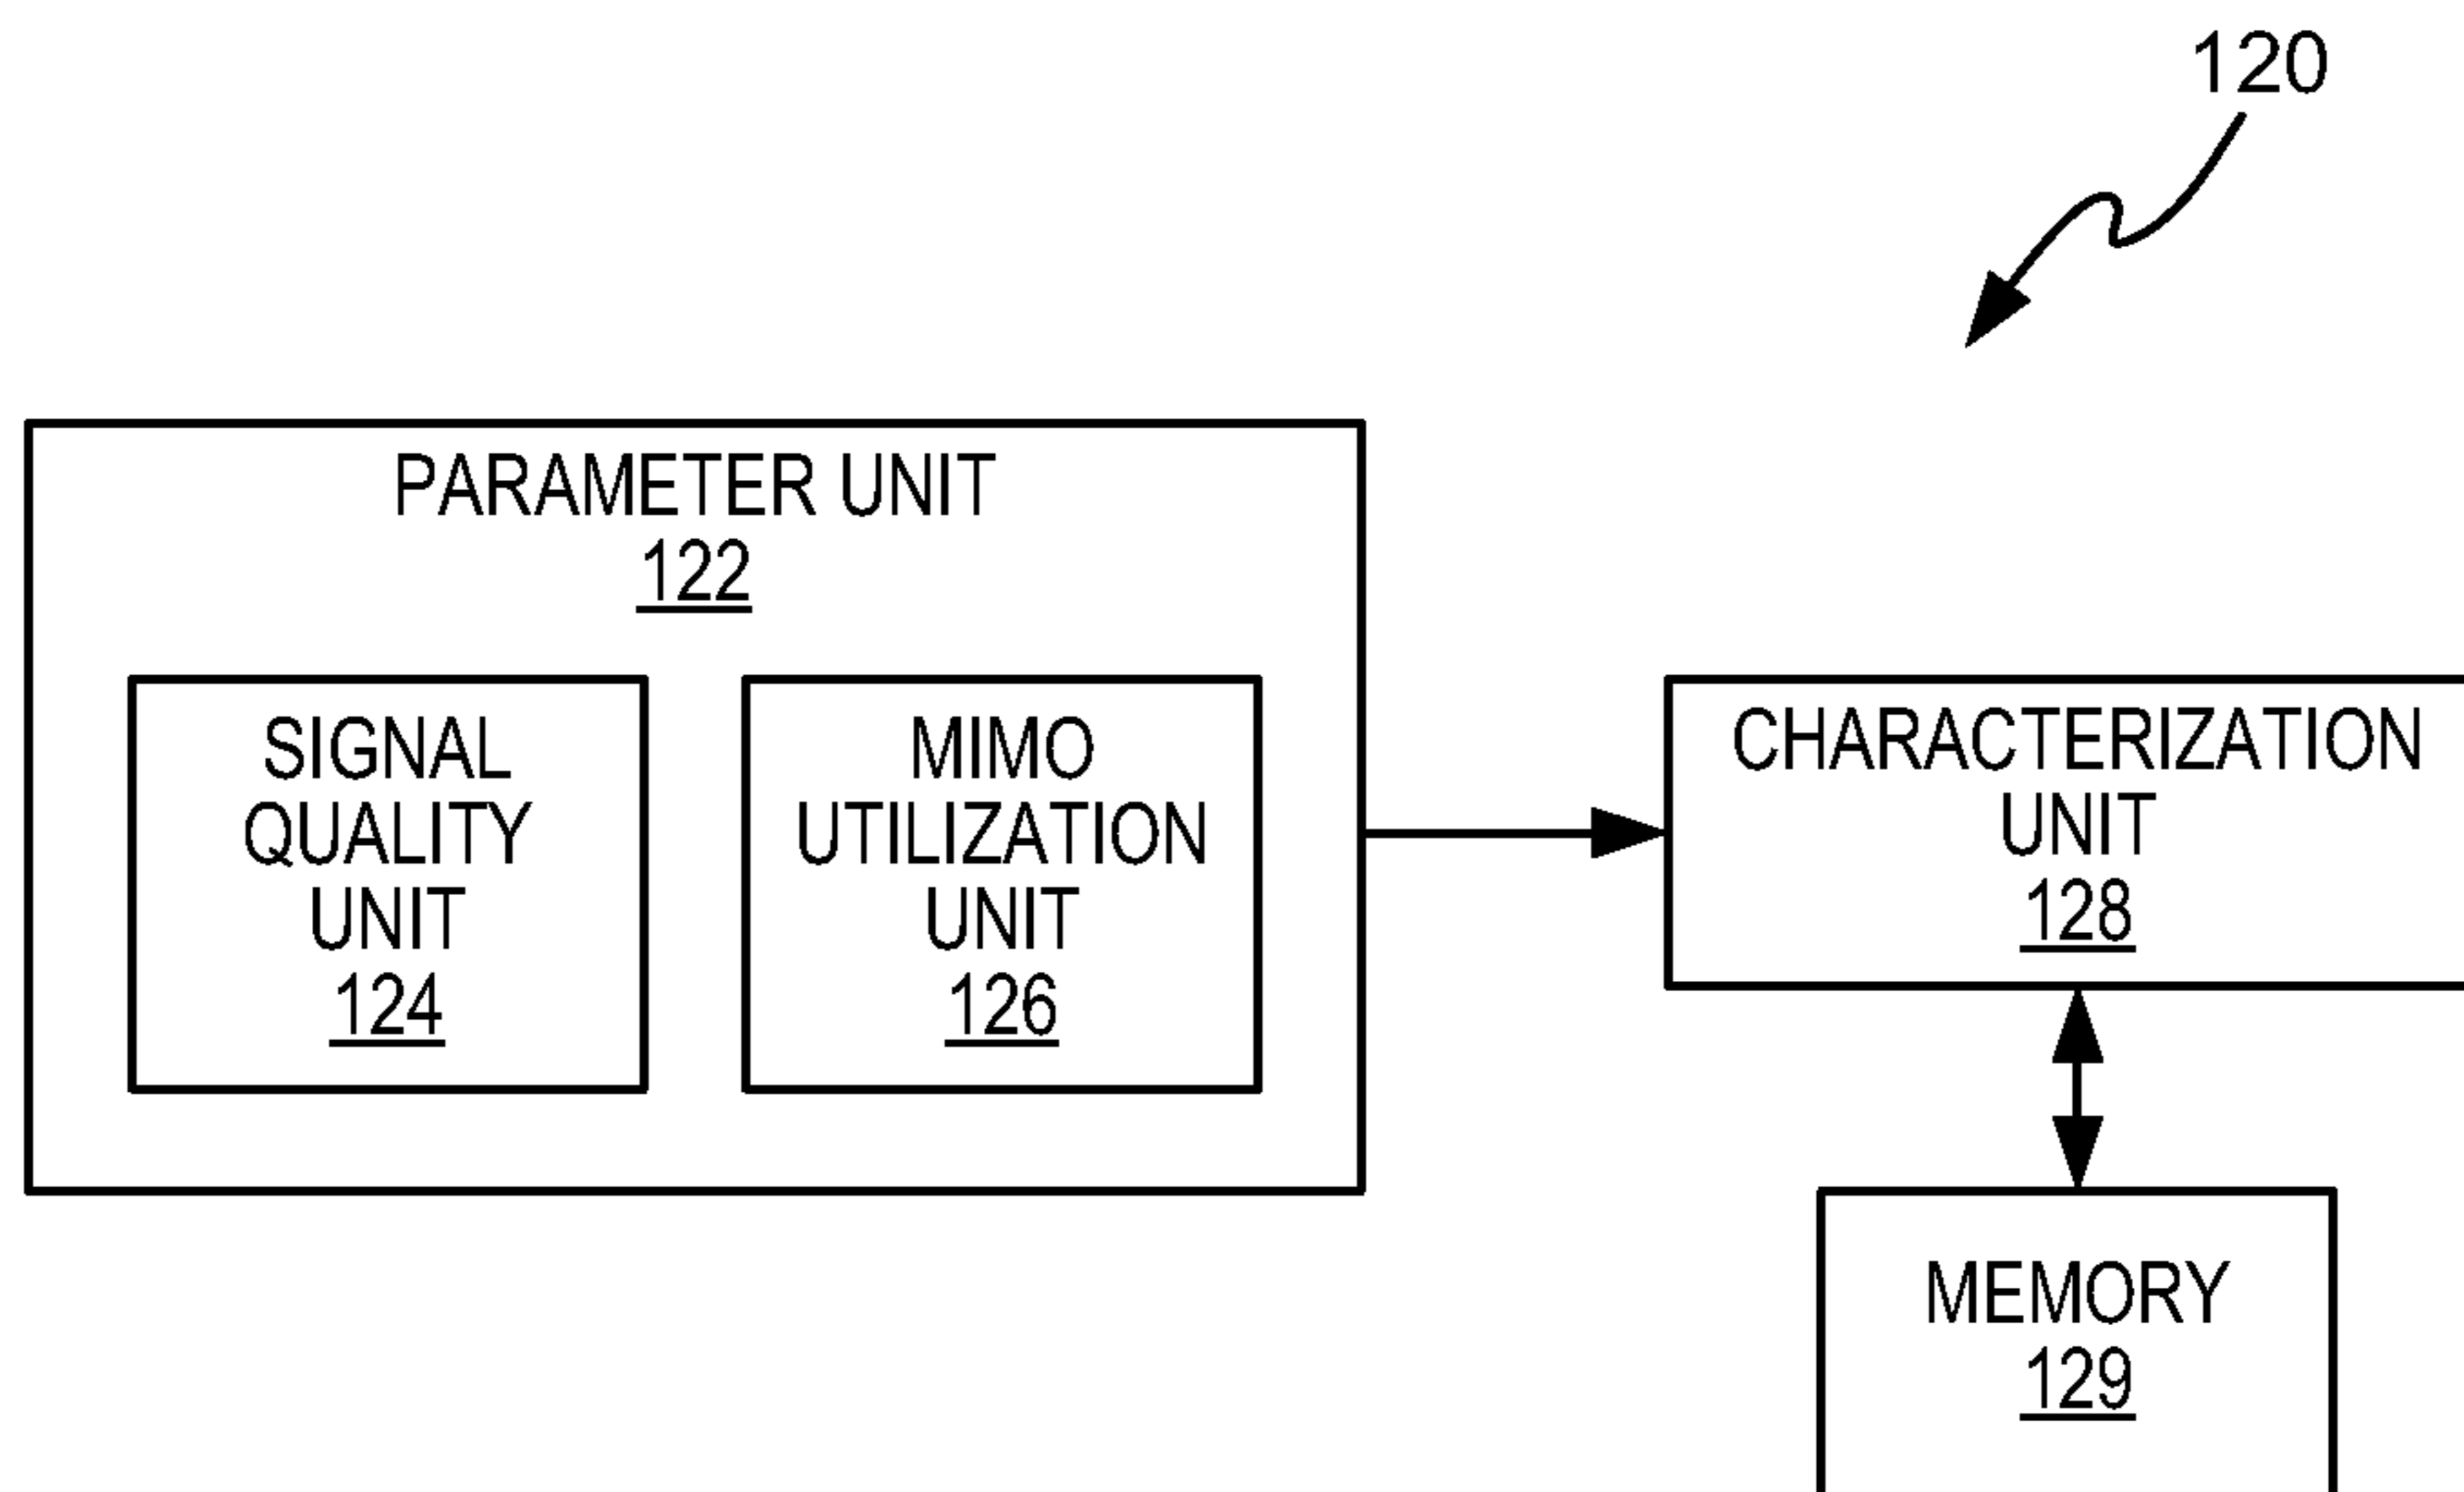 120
PARAMETER UNIT
122
SIGNAL
QUALITY
UNIT
124
MIMO
UTILIZATION
UNIT
126
CHARACTERIZATION
UNIT
128
MEMORY
129